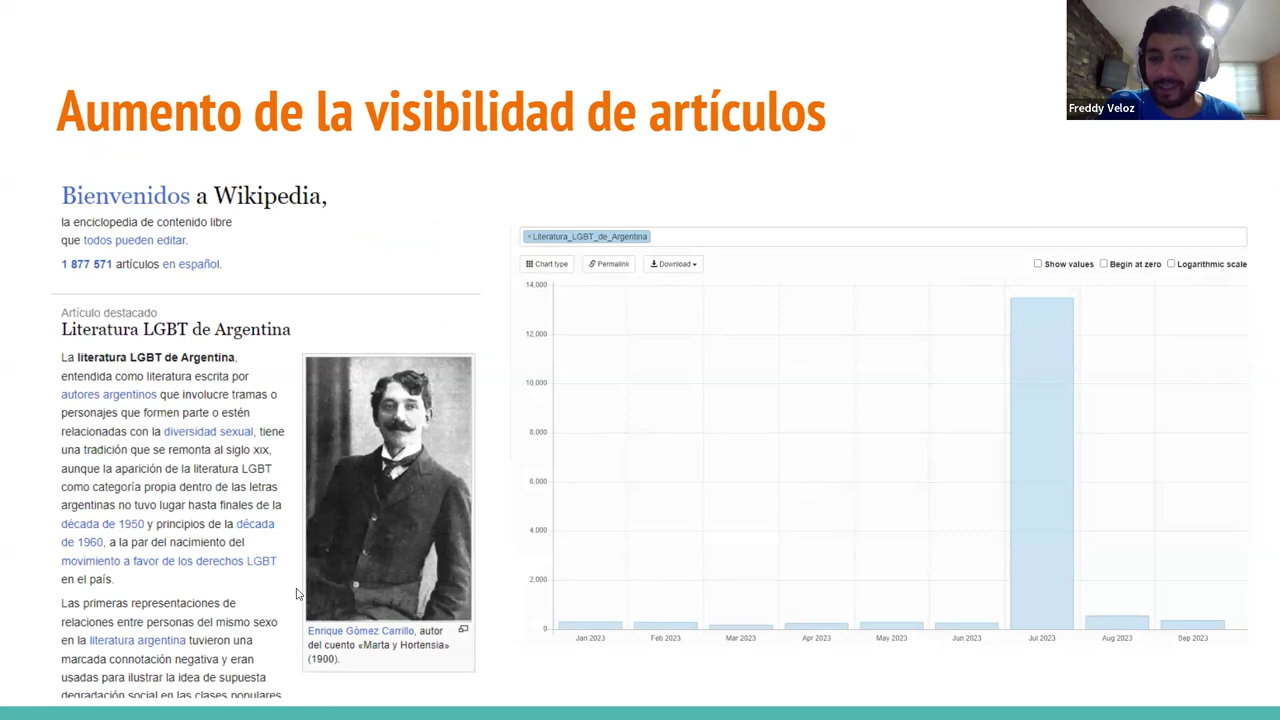 Aumento de la visibilidad de artículos
Freddy Veloz
Bienvenidos a Wikipedia,
la enciclopedia de contenido libre
que todos pueden editar.
1 877 571 artículos en español.
Artículo destacado
Literatura LGBT de Argentina
La literatura LGBT de Argentina,
entendida como literatura escrita por
autores argentinos que involucre tramas o
personajes que formen parte o estén
relacionadas con la diversidad sexual, tiene
una tradición que se remonta al siglo XIX,
aunque la aparición de la literatura LGBT
como categoría propia dentro de las letras
argentinas no tuvo lugar hasta finales de la
década de 1950 y principios de la década
de 1960, a la par del nacimiento del
movimiento a favor de los derechos LGBT
en el país.
Las primeras representaciones de
relaciones entre personas del mismo sexo
en la literatura argentina tuvieron una
marcada connotación negativa y eran
usadas para ilustrar la idea de supuesta
degradación social en las clases populares
Enrique Gómez Carrillo, autor
del cuento «Marta y Hortensia»
(1900).
× Literatura_LGBT_de_Argentina
Chart type Permalink Download Show values Begin at zero Logarithmic scale
14,000
12,000
10,000
8,000
6,000
4,000
2,000
0
Jan 2023 Feb 2023 Mar 2023 Apr 2023 May 2023 Jun 2023 Jul 2023 Aug 2023 Sep 2023